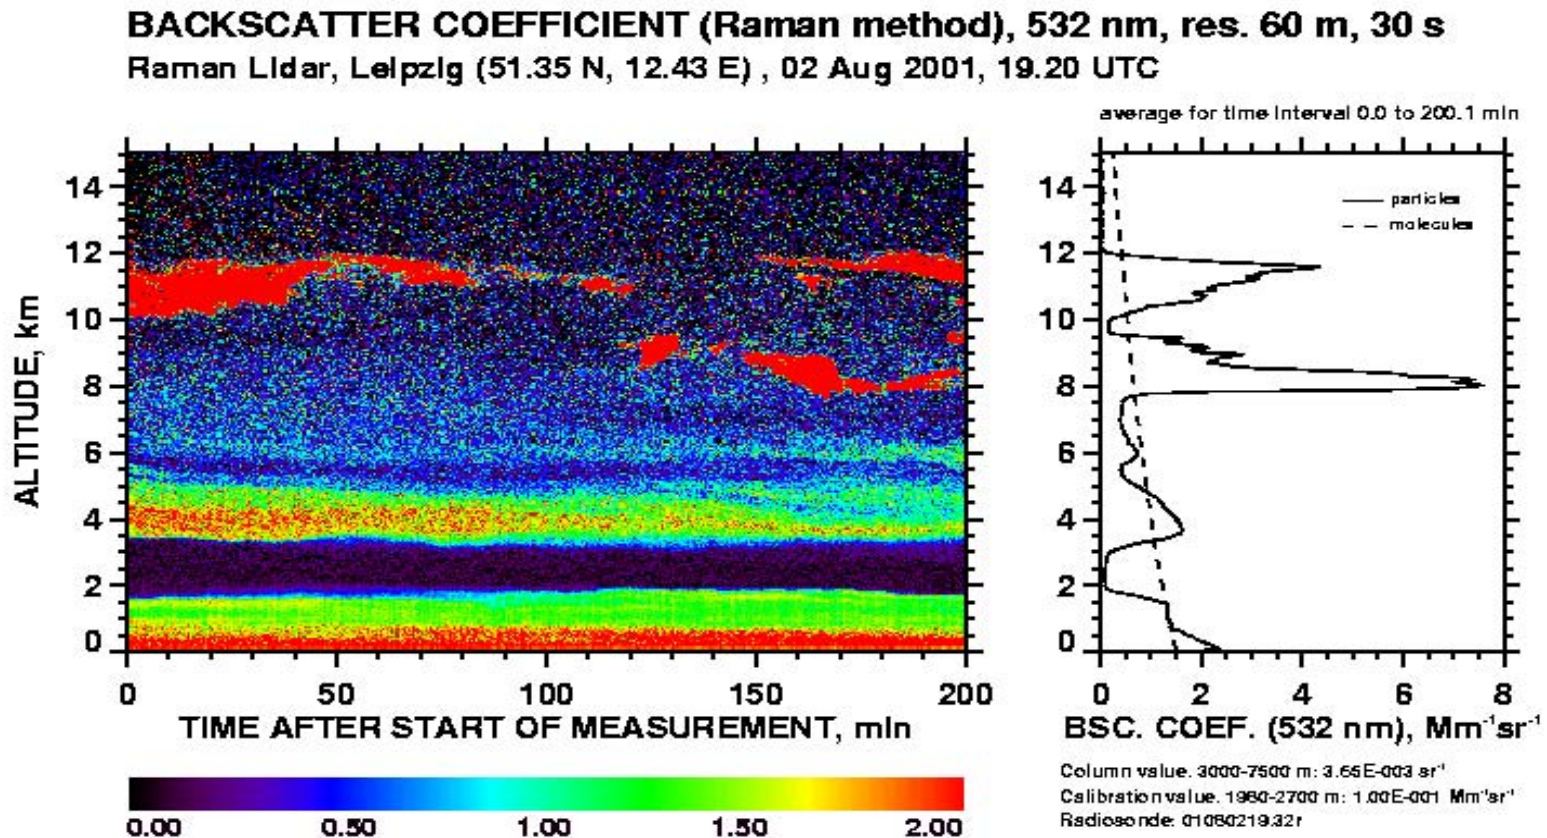 BACKSCATTER COEFFICIENT (Raman method), 532 nm, res. 60 m, 30 s
Raman Lidar, Leipzig (51.35 N, 12.43 E) , 02 Aug 2001, 19.20 UTC
average for time interval 0.0 to 200.1 min
ALTITUDE, km
14
12
10
8
6
4
2
0
0 50 100 150 200
TIME AFTER START OF MEASUREMENT, min
0.00 0.50 1.00 1.50 2.00
14
12
10
8
6
4
2
0
particles
molecules
0 2 4 6 8
BSC. COEF. (532 nm), Mm⁻¹sr⁻¹
Column value. 3000-7500 m: 3.65E-003 sr⁻¹
Calibration value. 1980-2700 m: 1.00E-001 Mm⁻¹sr⁻¹
Radiosonde: 01080219.32r